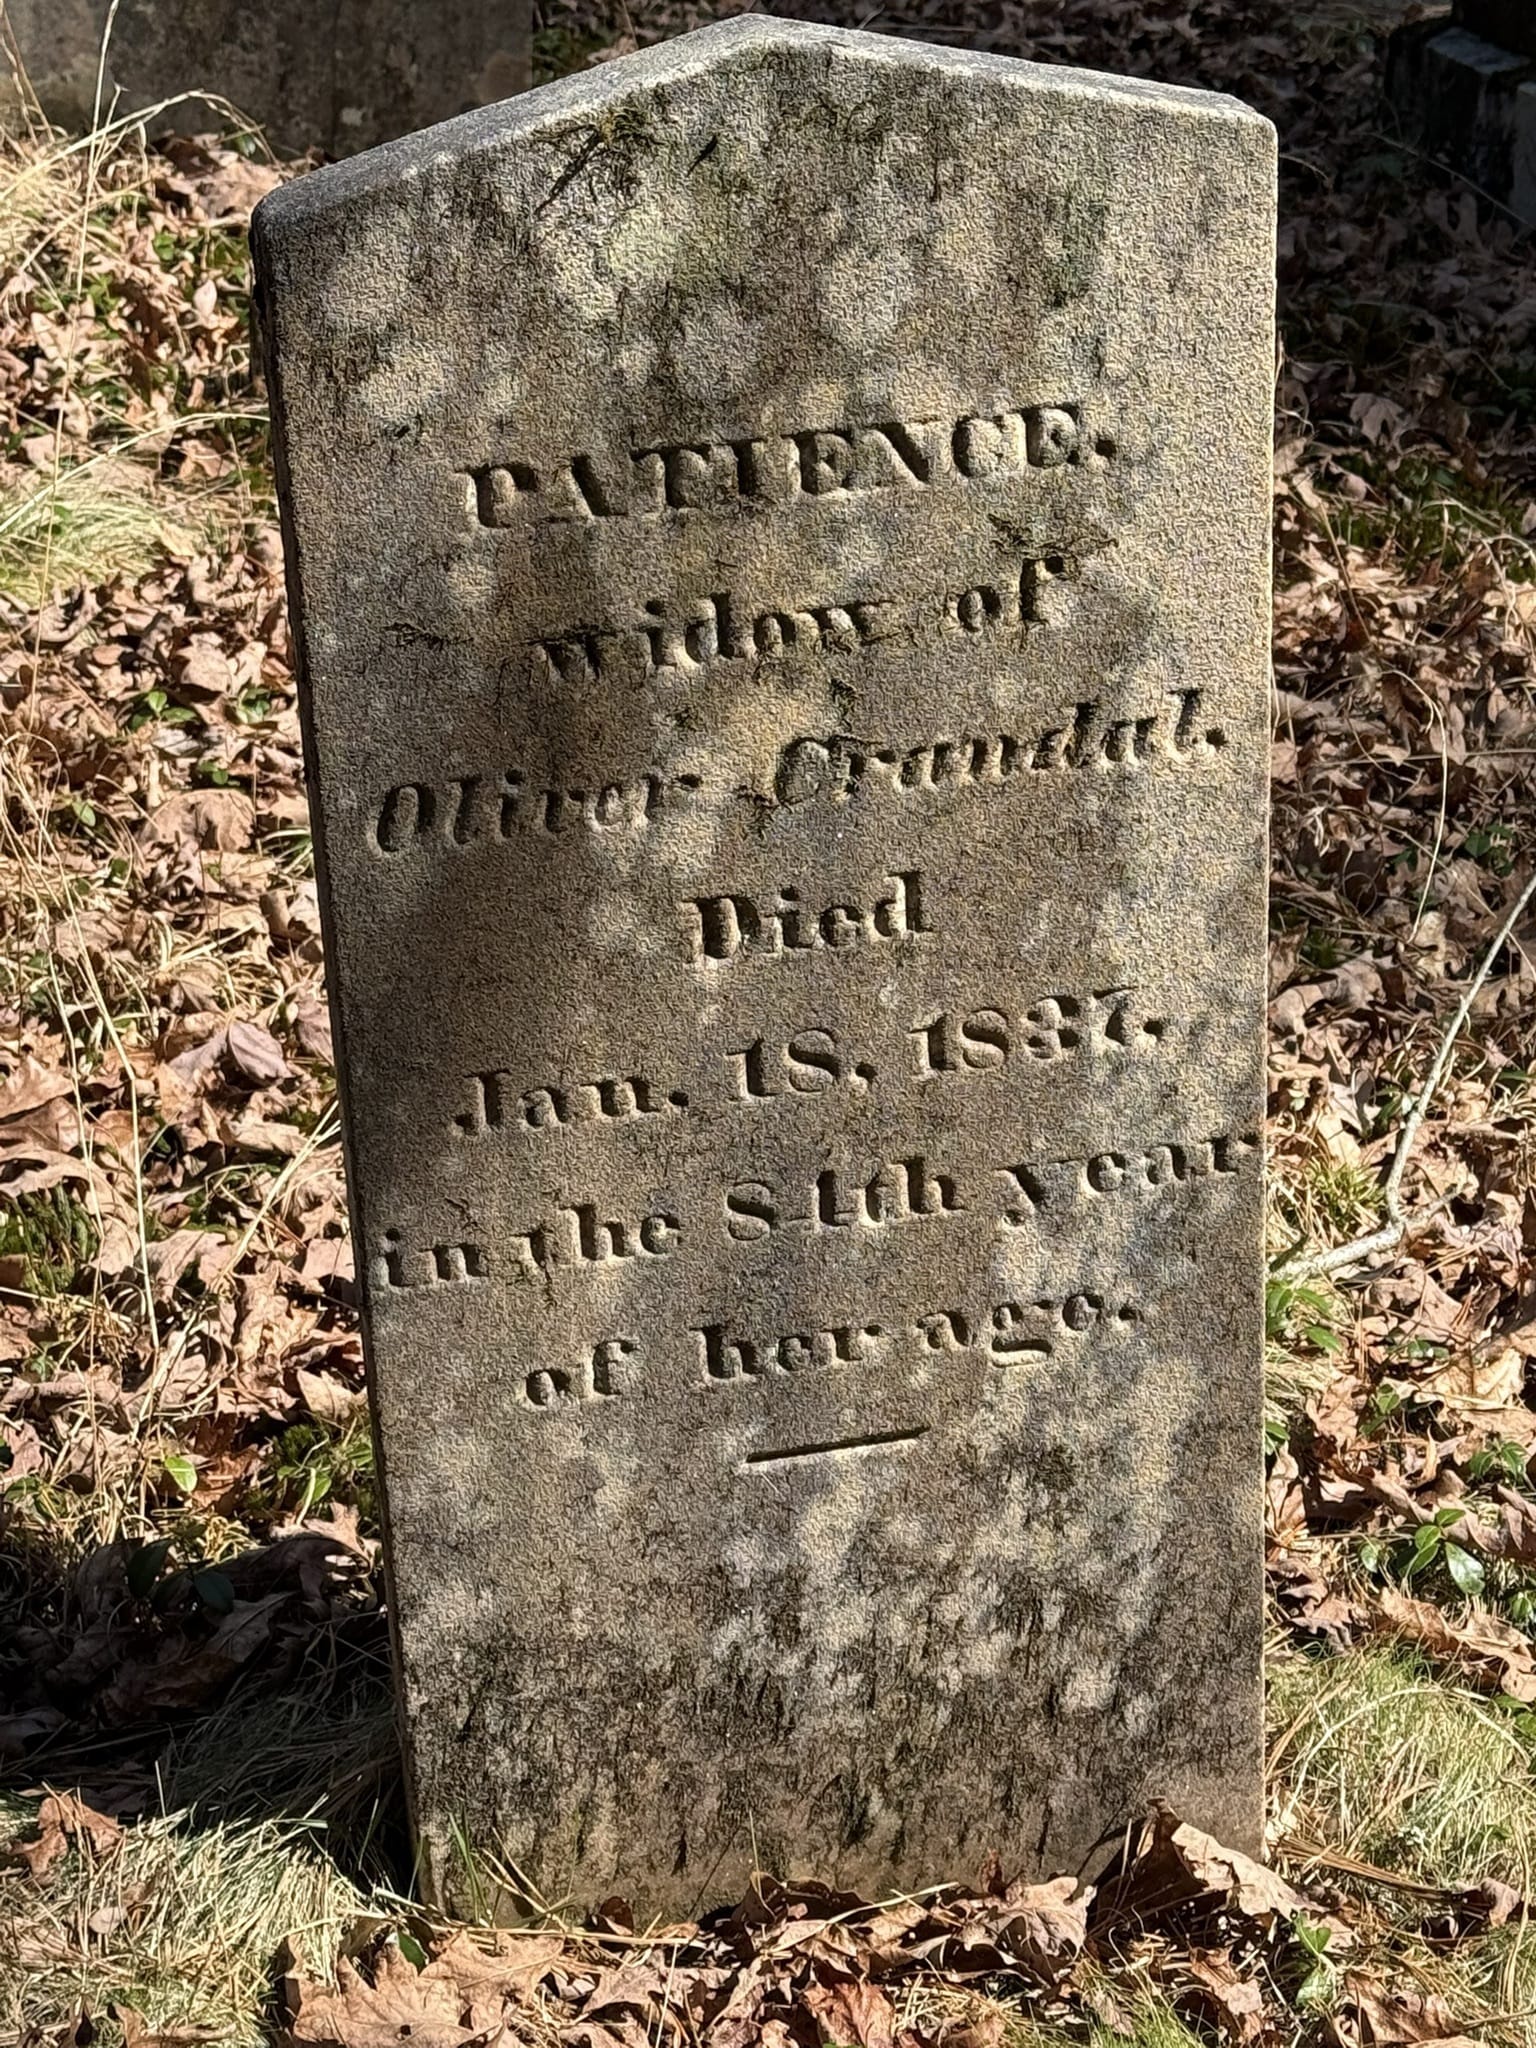 PATIENCE.
widow of
Oliver Crandal.
Died
Jan. 18, 1837.
in the 84th year
of her age.